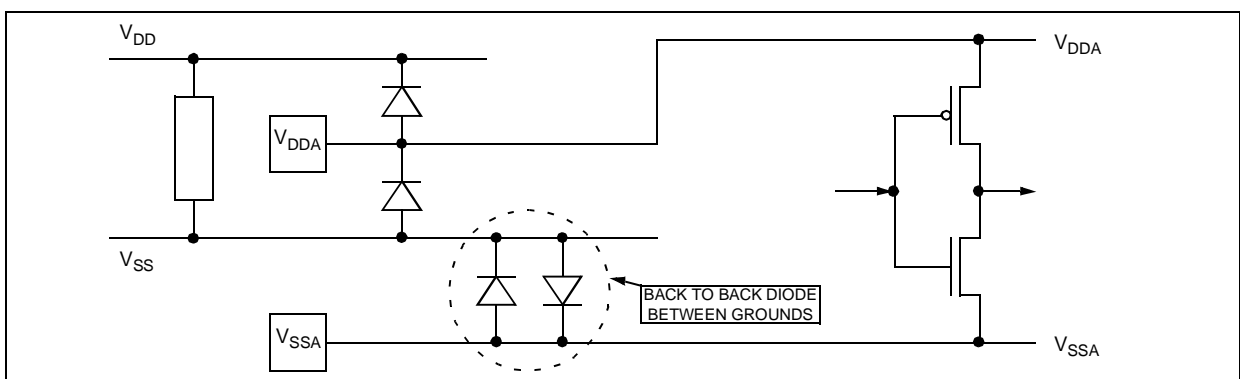 VDD
VDDA
VDDA
VSS
BACK TO BACK DIODE
BETWEEN GROUNDS
VSSA
VSSA